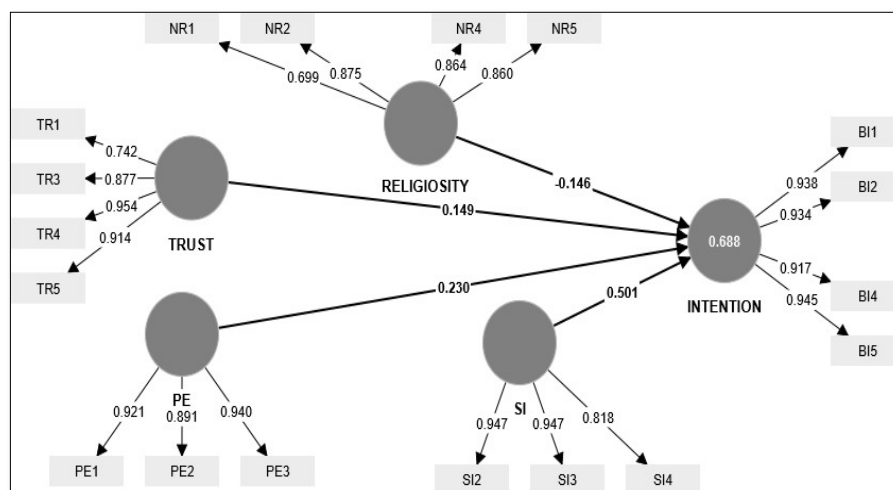 NR1
NR2
NR4
NR5
0.699
0.875
0.864
0.860
TR1
TR3
TR4
TR5
0.742
0.877
0.954
0.914
TRUST
RELIGIOSITY
-0.146
0.149
0.230
0.501
0.688
INTENTION
BI1
BI2
BI4
BI5
0.938
0.934
0.917
0.945
PE
0.921
0.891
0.940
PE1
PE2
PE3
SI
0.947
0.947
0.818
SI2
SI3
SI4